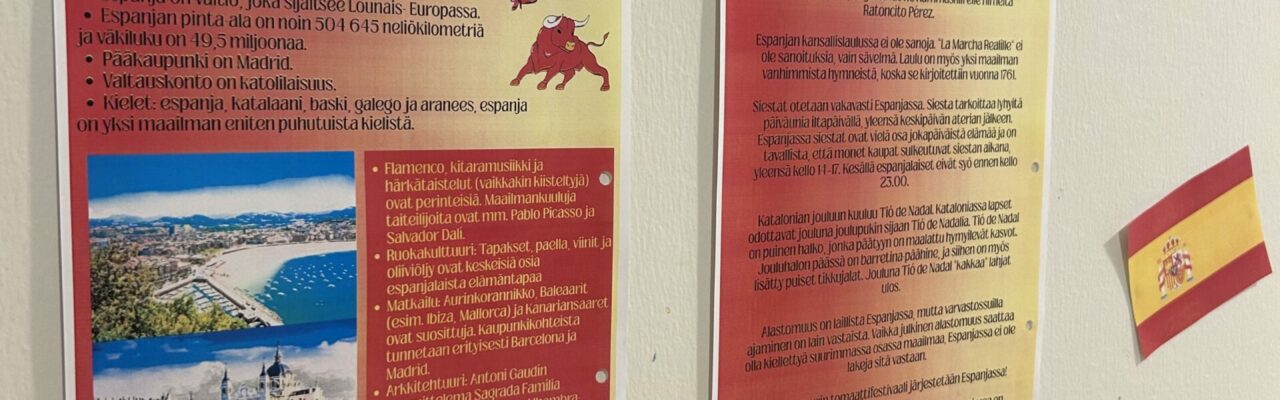 on valtio, joka sijaitsee Lounais- Euroopassa.
• Espanjan pinta-ala on noin 504 645 neliökilometriä
ja väkiluku on 49,5 miljoonaa.
• Pääkaupunki on Madrid.
• Valtauskonto on katolilaisuus.
• Kielet: espanja, katalaani, baski, galego ja aranees, espanja
on yksi maailman eniten puhutuista kielistä.
• Flamenco, kitaramusiikki ja
härkätaistelut (vaikkakin kiisteltyjä)
ovat perinteisiä. Maailmankuuluja
taiteilijoita ovat mm. Pablo Picasso ja
Salvador Dali.
• Ruokakulttuuri: Tapakset, paella, viinit ja
oliiviöljy ovat keskeisiä osia
espanjalaista elämäntapaa
• Matkailu: Aurinkorannikko, Baleaarit
(esim. Ibiza, Mallorca) ja Kanariansaaret
ovat suosittuja. Kaupunkikohteista
tunnetaan erityisesti Barcelona ja
Madrid.
• Arkkitehtuuri: Antoni Gaudin
Sagrada Familia
Ratoncito Pérez.
Espanjan kansallislaulussa ei ole sanoja. "La Marcha Realille" ei
ole sanoituksia, vain sävelmä. Laulu on myös yksi maailman
vanhimmista hymneistä, koska se kirjoitettiin vuonna 1761.
Siestat otetaan vakavasti Espanjassa. Siesta tarkoittaa lyhyitä
päiväunia iltapäivällä, yleensä keskipäivän aterian jälkeen.
Espanjassa siestat ovat vielä osa jokapäiväistä elämää ja on
tavallista, että monet kaupat sulkeutuvat siestan aikana,
yleensä kello 14-17. Kesällä espanjalaiset eivät syö ennen kello
23.00.
Katalonian jouluun kuuluu Tió de Nadal. Kataloniassa lapset
odottavat jouluna joulupukin sijaan Tió de Nadalia. Tió de Nadal
on puinen halko, jonka päätyyn on maalattu hymyilevät kasvot.
Jouluhalon päässä on barretina päähine, ja siihen on myös
lisätty puiset tikkujalat. Jouluna Tió de Nadal "kakkaa" lahjat
ulos.
Alastomuus on laillista Espanjassa, mutta varvastossuilla
ajaminen on lain vastaista. Vaikka julkinen alastomuus saattaa
olla kiellettyä suurimmassa osassa maailmaa, Espanjassa ei ole
lakeja sitä vastaan.
tomaattifestivaali järjestetään Espanjassa!